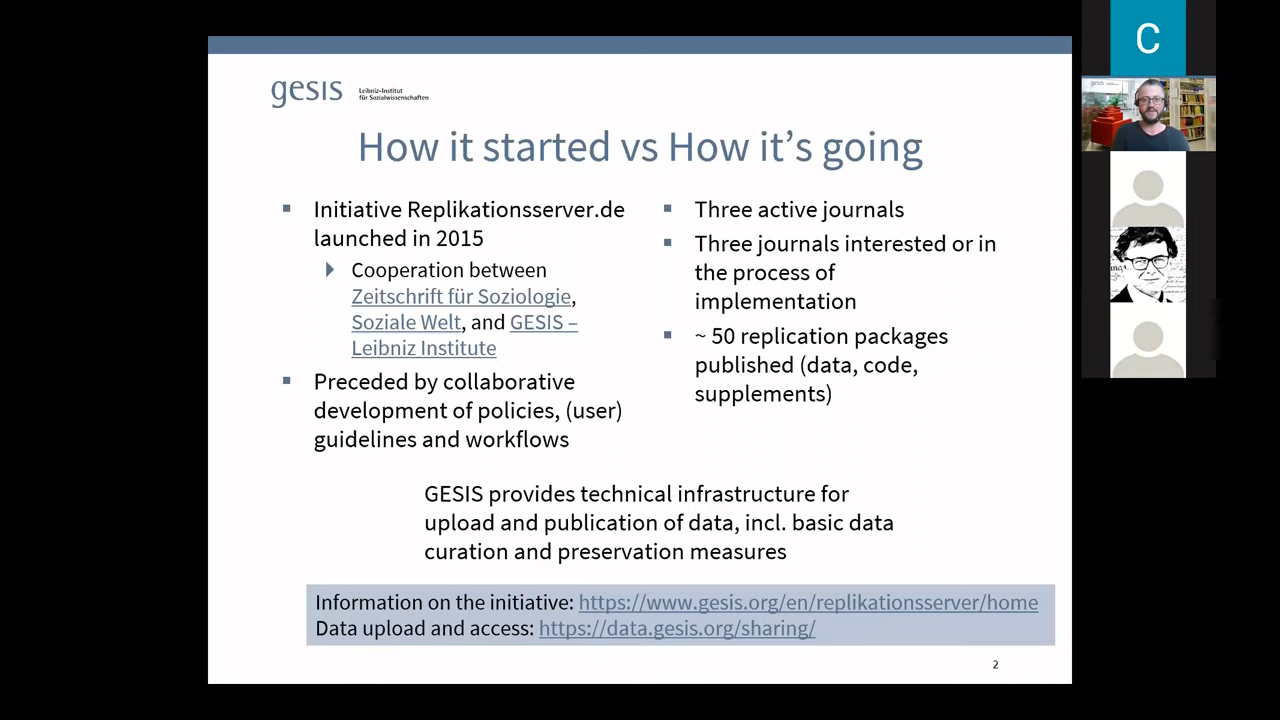 gesis
Leibniz-Institut
für Sozialwissenschaften
How it started vs How it's going
▪ Initiative Replikationsserver.de
launched in 2015
Cooperation between
Zeitschrift für Soziologie,
Soziale Welt, and GESIS –
Leibniz Institute
▪ Preceded by collaborative
development of policies, (user)
guidelines and workflows
▪ Three active journals
▪ Three journals interested or in
the process of
implementation
▪ ~ 50 replication packages
published (data, code,
supplements)
GESIS provides technical infrastructure for
upload and publication of data, incl. basic data
curation and preservation measures
Information on the initiative: https://www.gesis.org/en/replikationsserver/home
Data upload and access: https://data.gesis.org/sharing/
2
C
gesis